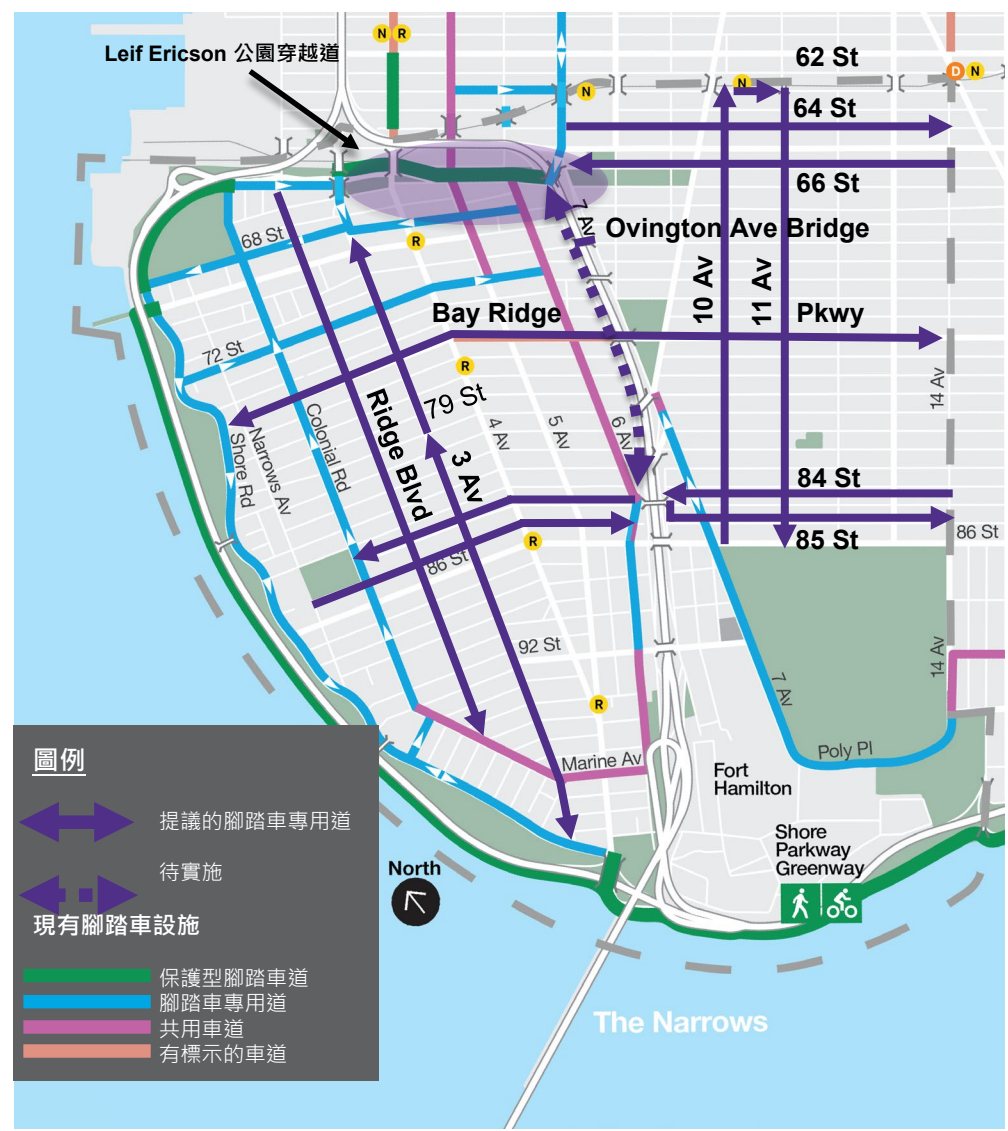 N R
Leif Ericson 公園穿越道
62 St
D N
N
N
64 St
66 St
7 Av
Ovington Ave Bridge
68 St
R
10 Av
11 Av
Bay Ridge
Pkwy
72 St
R
14 Av
79 St
Ridge Blvd
3 Av
4 Av
5 Av
6 Av
Shore Rd
Narrows Av
Colonial Rd
84 St
85 St
86 St
R
86 St
92 St
14 Av
7 Av
R
Marine Av
Poly Pl
Fort
Hamilton
Shore
Parkway
Greenway
North
The Narrows
圖例
提議的腳踏車專用道
待實施
現有腳踏車設施
保護型腳踏車道
腳踏車專用道
共用車道
有標示的車道